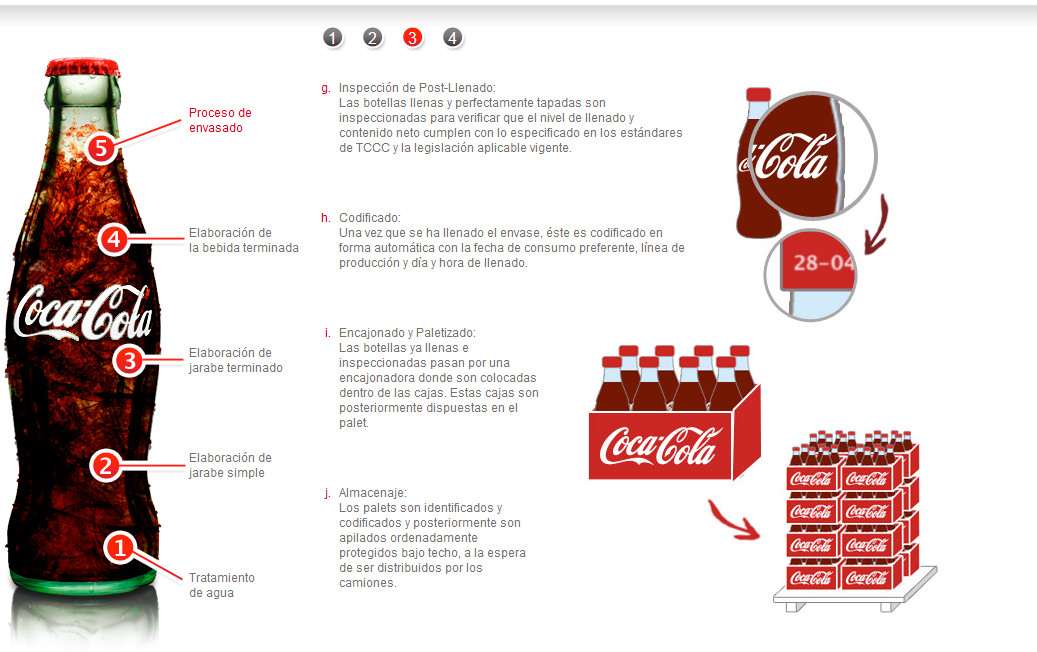 1 2 3 4
Proceso de
envasado
5
Elaboración de
la bebida terminada
4
Coca-Cola
3
Elaboración de
jarabe terminado
2
Elaboración de
jarabe simple
1
Tratamiento
de agua
g. Inspección de Post-Llenado:
Las botellas llenas y perfectamente tapadas son
inspeccionadas para verificar que el nivel de llenado y
contenido neto cumplen con lo especificado en los estándares
de TCCC y la legislación aplicable vigente.
Cola
h. Codificado:
Una vez que se ha llenado el envase, éste es codificado en
forma automática con la fecha de consumo preferente, línea de
producción y día y hora de llenado.
28-04
i. Encajonado y Paletizado:
Las botellas ya llenas e
inspeccionadas pasan por una
encajonadora donde son colocadas
dentro de las cajas. Estas cajas son
posteriormente dispuestas en el
palet.
Coca-Cola
j. Almacenaje:
Los palets son identificados y
codificados y posteriormente son
apilados ordenadamente
protegidos bajo techo, a la espera
de ser distribuidos por los
camiones.
Coca-Cola Coca-Cola
Coca-Cola Coca-Cola
Coca-Cola Coca-Cola
Coca-Cola Coca-Cola